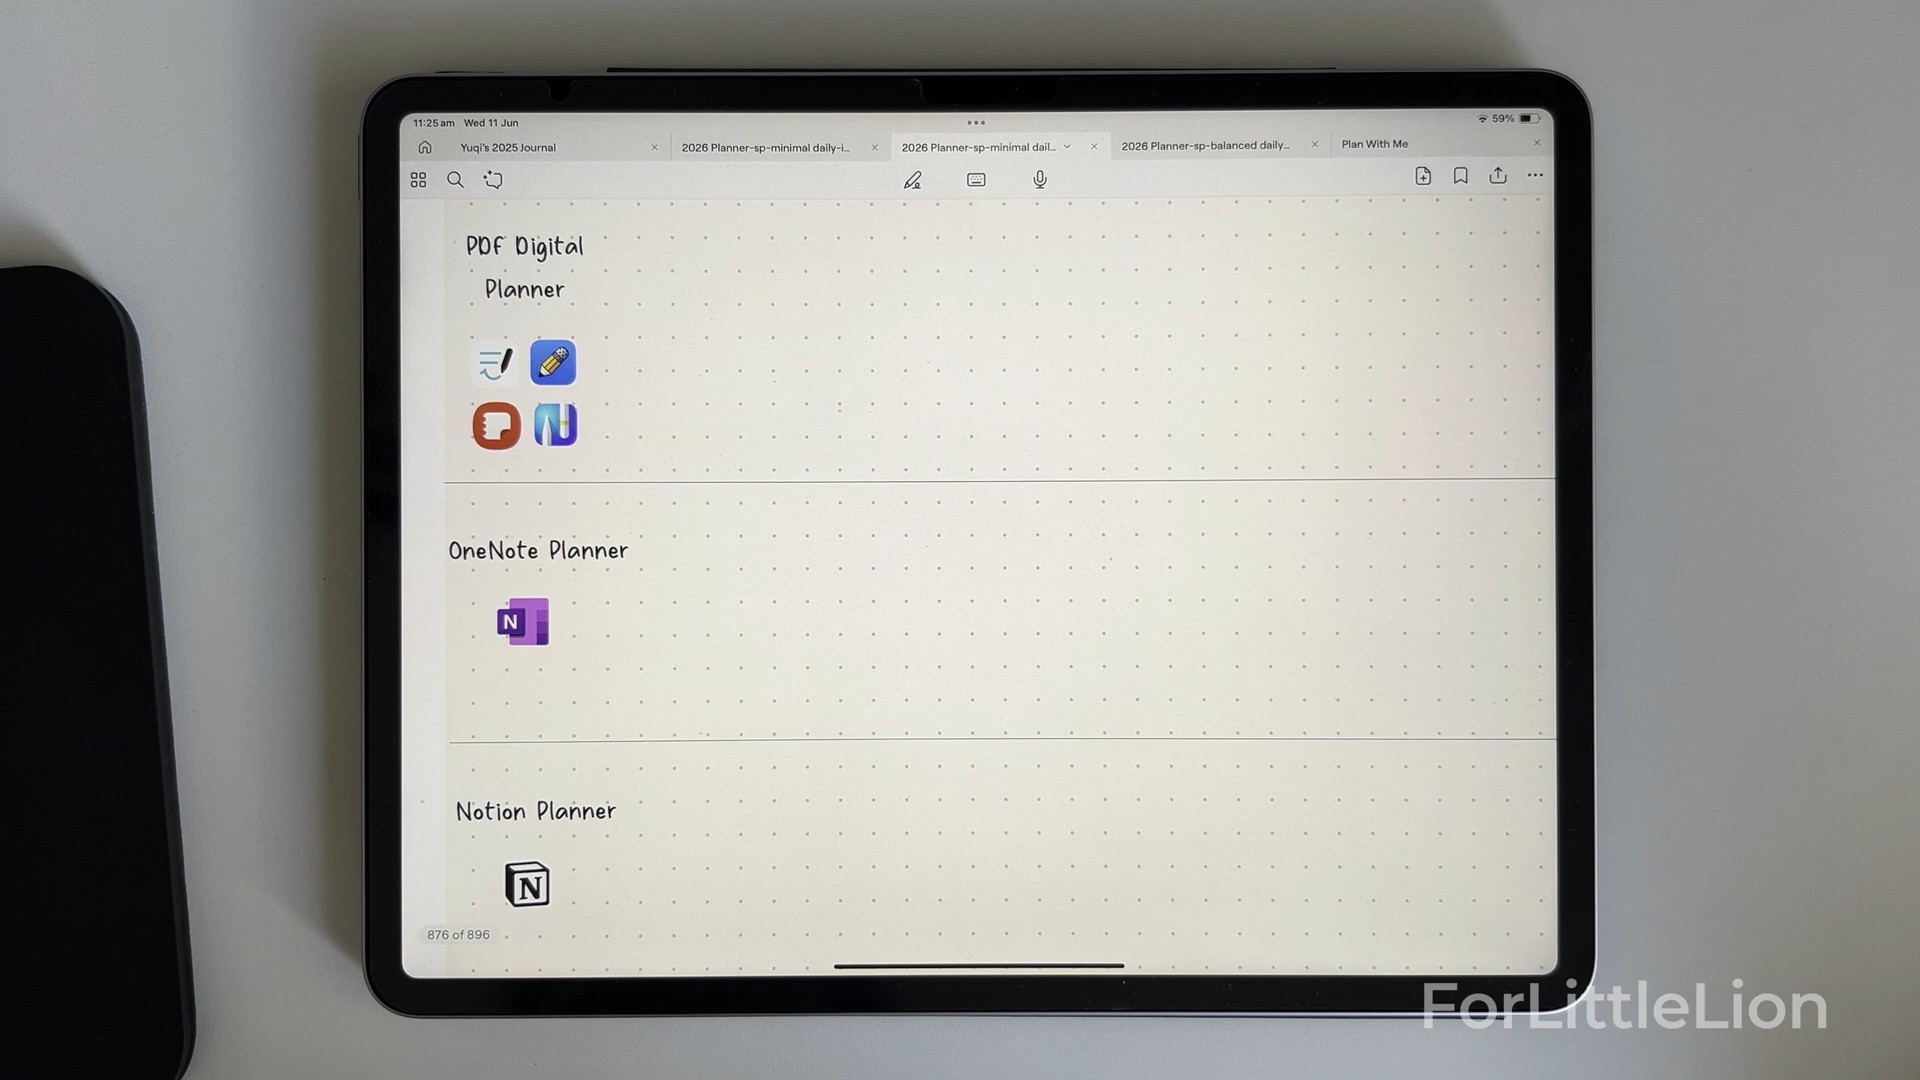 11:25 am Wed 11 Jun
59%
Yuqi's 2025 Journal
2026 Planner-sp-minimal daily-i...
2026 Planner-sp-minimal dail...
2026 Planner-sp-balanced daily...
Plan With Me
PDF Digital
Planner
OneNote Planner
N
Notion Planner
N
876 of 896
ForLittleLion